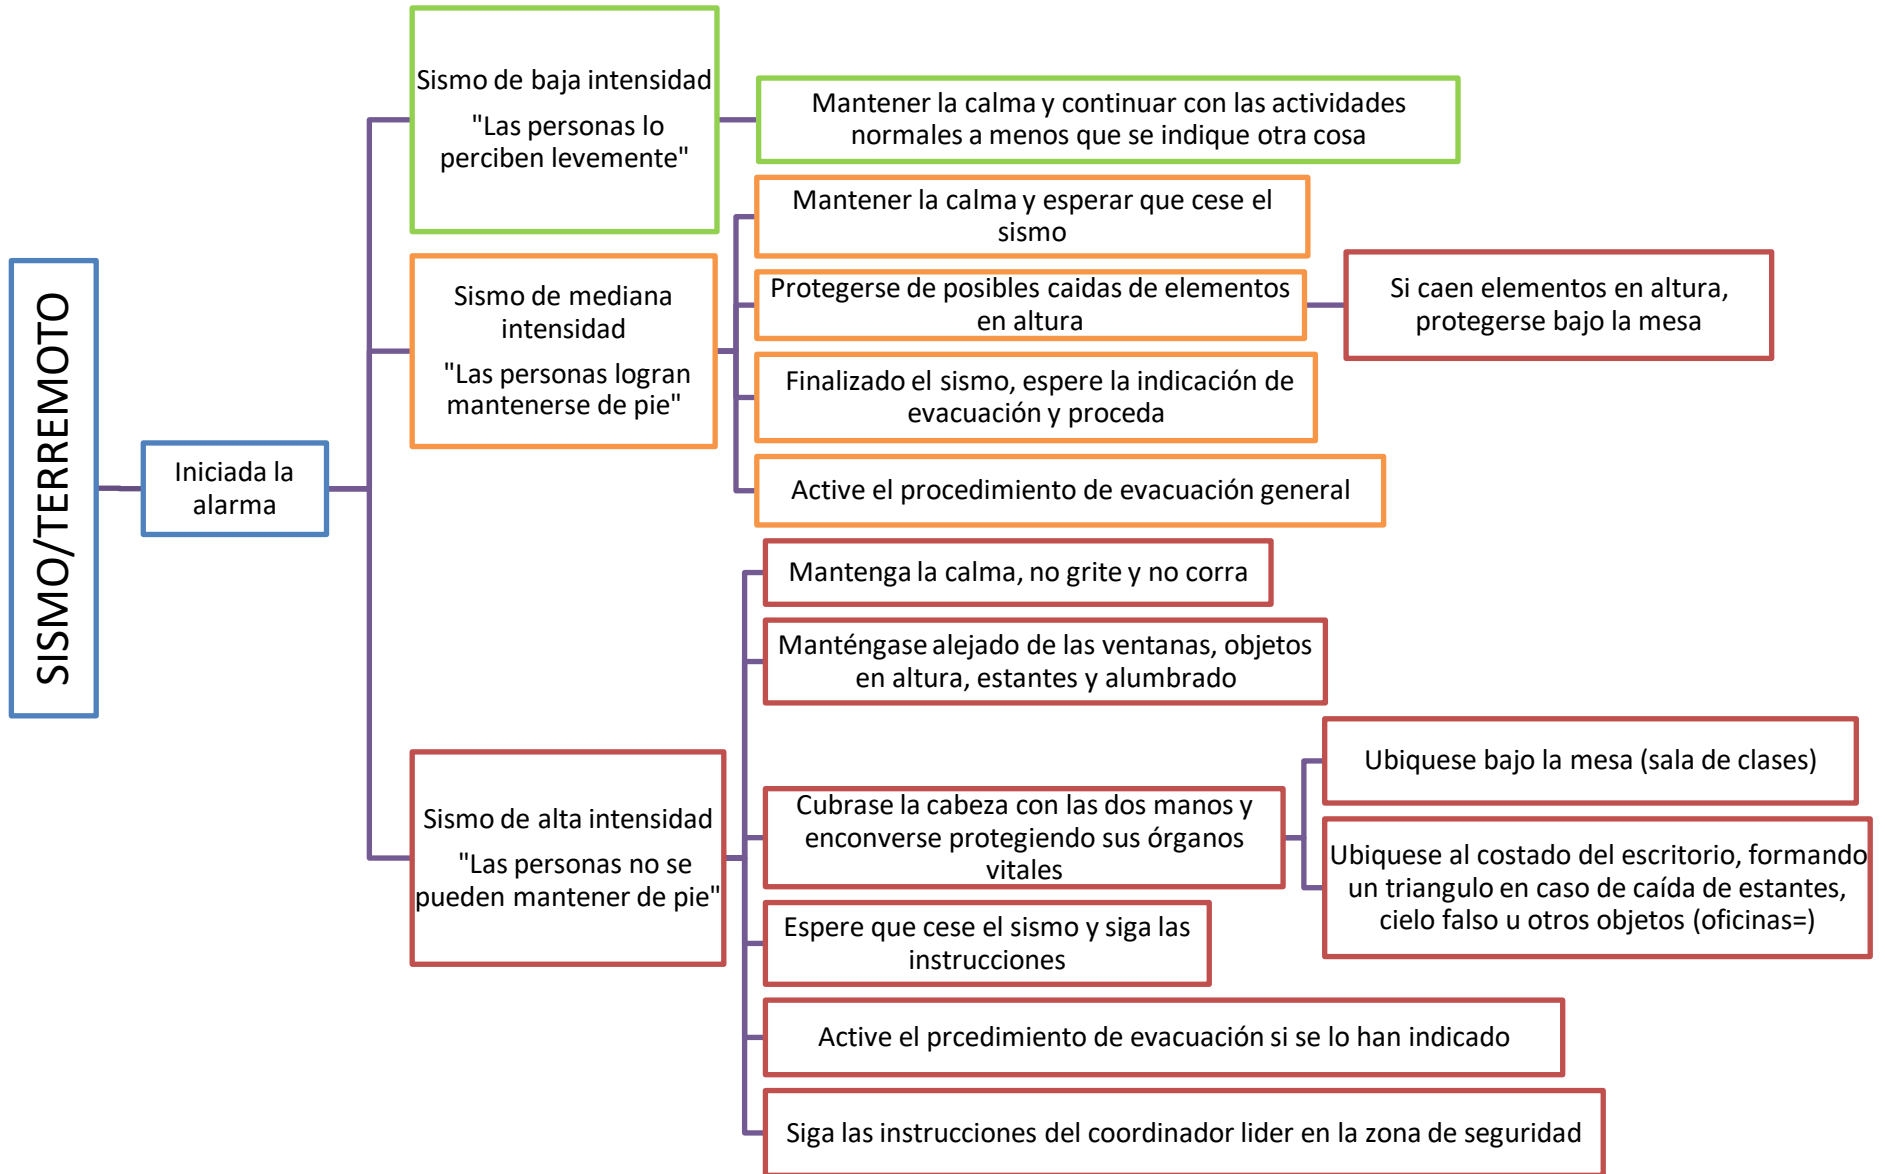 SISMO/TERREMOTO
Iniciada la
alarma
Sismo de baja intensidad
"Las personas lo
perciben levemente"
Mantener la calma y continuar con las actividades
normales a menos que se indique otra cosa
Sismo de mediana
intensidad
"Las personas logran
mantenerse de pie"
Mantener la calma y esperar que cese el
sismo
Protegerse de posibles caidas de elementos
en altura
Si caen elementos en altura,
protegerse bajo la mesa
Finalizado el sismo, espere la indicación de
evacuación y proceda
Active el procedimiento de evacuación general
Sismo de alta intensidad
"Las personas no se
pueden mantener de pie"
Mantenga la calma, no grite y no corra
Manténgase alejado de las ventanas, objetos
en altura, estantes y alumbrado
Cubrase la cabeza con las dos manos y
enconverse protegiendo sus órganos
vitales
Ubiquese bajo la mesa (sala de clases)
Ubiquese al costado del escritorio, formando
un triangulo en caso de caída de estantes,
cielo falso u otros objetos (oficinas=)
Espere que cese el sismo y siga las
instrucciones
Active el prcedimiento de evacuación si se lo han indicado
Siga las instrucciones del coordinador lider en la zona de seguridad